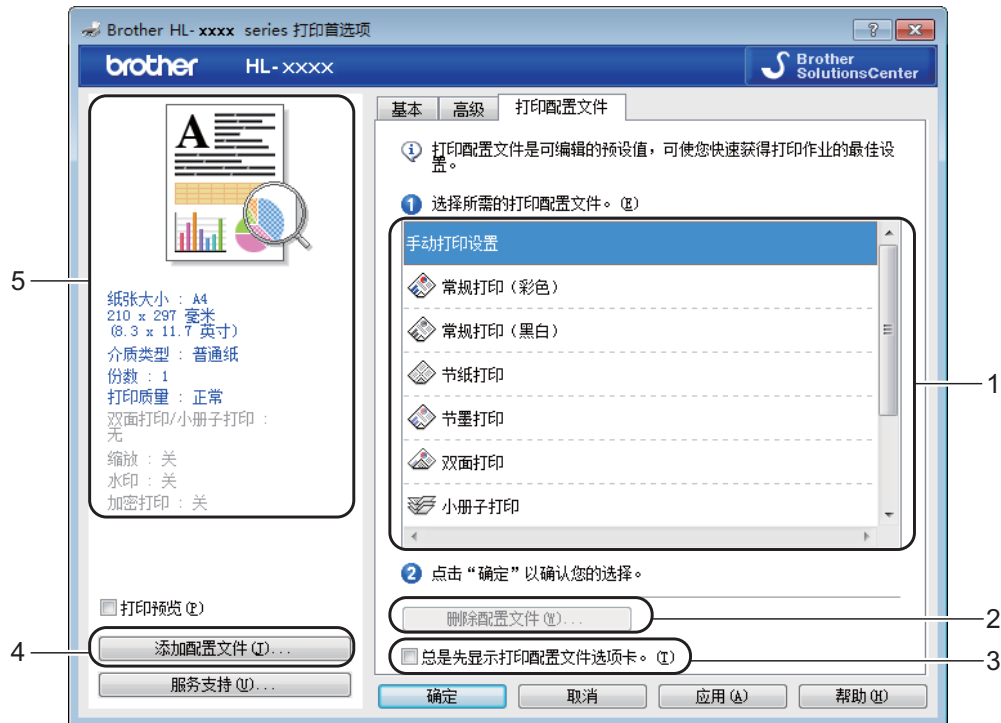 Brother HL-xxxx series 打印首选项
brother HL-xxxx
Brother
SolutionsCenter
A
纸张大小 : A4
210 x 297 毫米
(8.3 x 11.7 英寸)
介质类型 : 普通纸
份数 : 1
打印质量 : 正常
双面打印/小册子打印 :
无
缩放 : 关
水印 : 关
加密打印 : 关
打印预览(P)
添加配置文件(J)...
服务支持(U)...
基本 高级 打印配置文件
打印配置文件是可编辑的预设值，可使您快速获得打印作业的最佳设
置。
1 选择所需的打印配置文件。(E)
手动打印设置
常规打印（彩色）
常规打印（黑白）
节纸打印
节墨打印
双面打印
小册子打印
2 点击“确定”以确认您的选择。
删除配置文件(W)...
总是先显示打印配置文件选项卡。(T)
确定 取消 应用(A) 帮助(H)
1
2
3
4
5